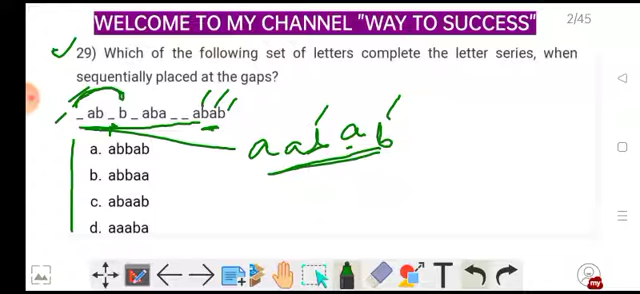 WELCOME TO MY CHANNEL "WAY TO SUCCESS"
2/45
29) Which of the following set of letters complete the letter series, when
sequentially placed at the gaps?
_ ab _ b _ aba _ _ abab
a a b a b
a. abbab
b. abbaa
c. abaab
d. aaaba
T
my